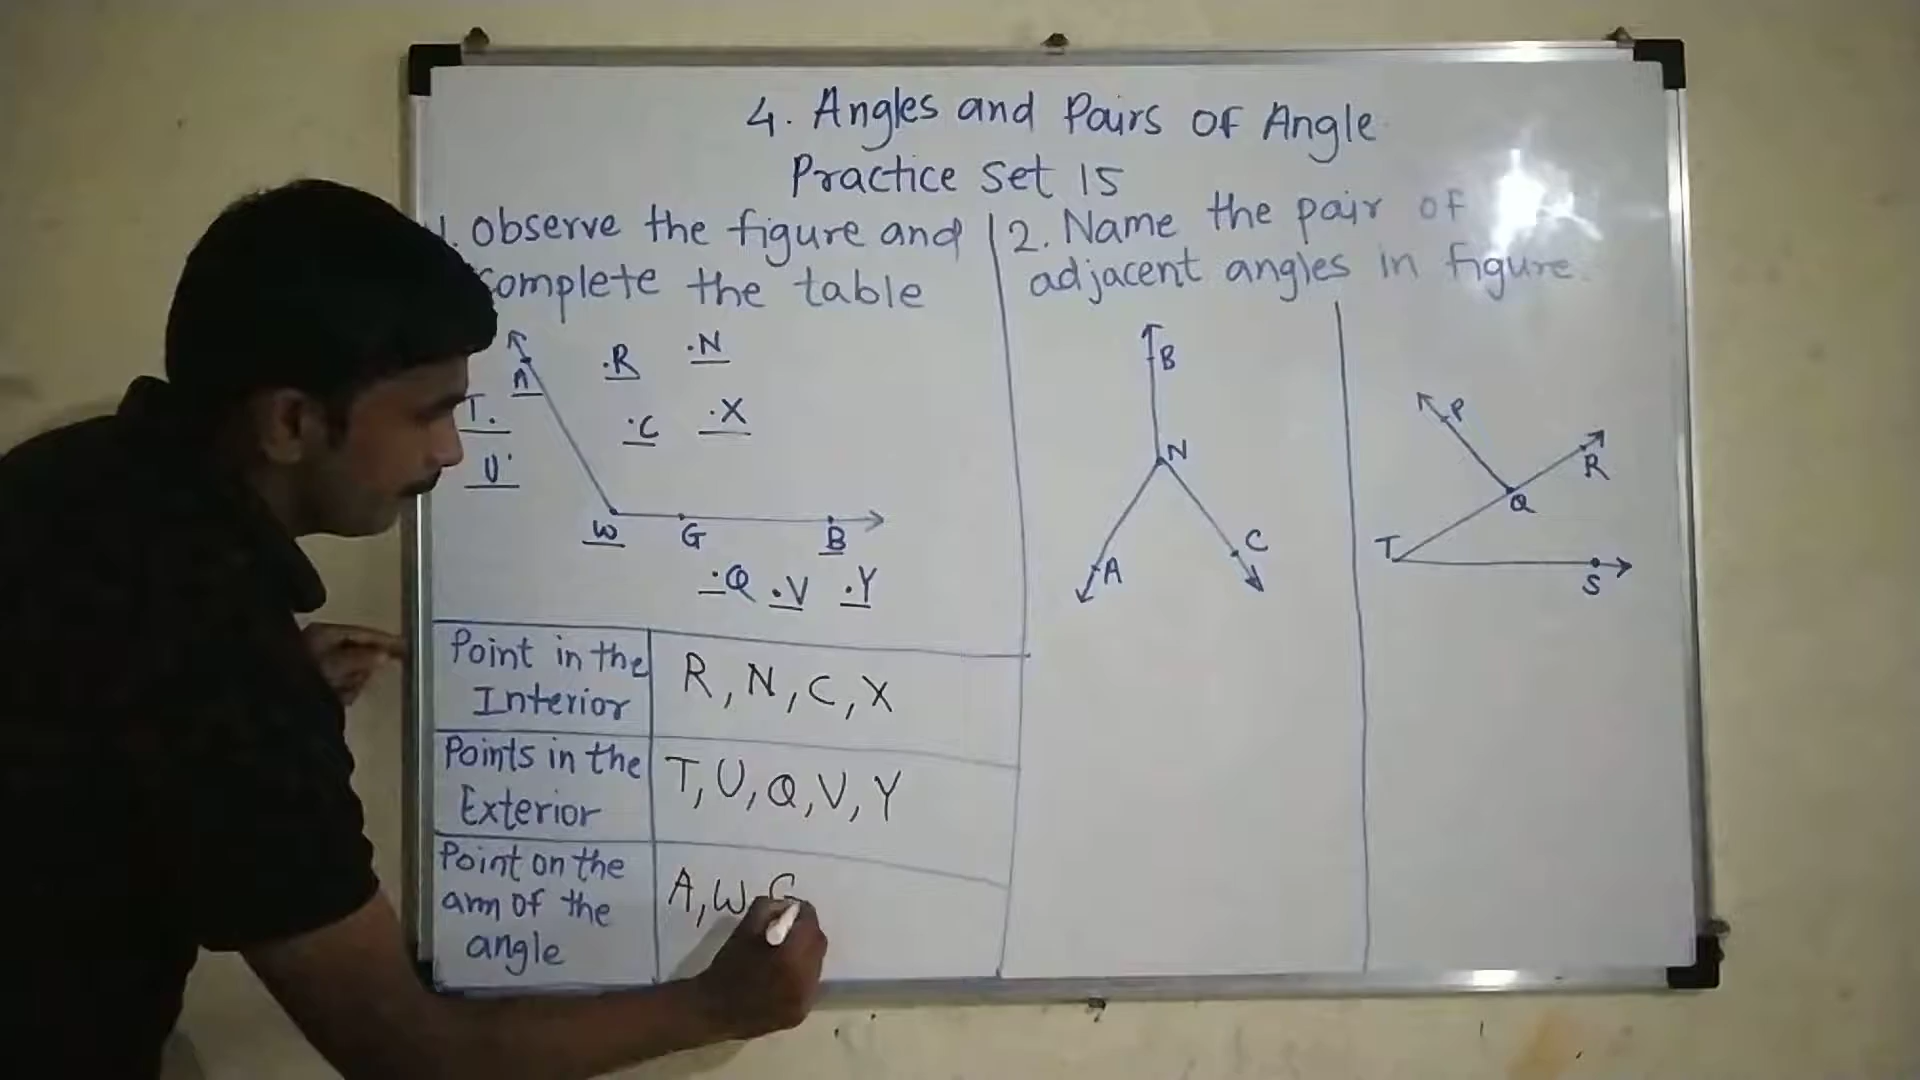 4. Angles and Pairs of Angle
Practice Set 15
1. Observe the figure and
complete the table
A
.R
.N
T.
.C
.X
U.
W
G
B
.Q
.V
.Y
Point in the
Interior
R, N, C, X
Points in the
Exterior
T, U, Q, V, Y
Point on the
arm of the
angle
A, W, G
2. Name the pair of
adjacent angles in figure.
B
N
A
C
P
R
Q
T
S